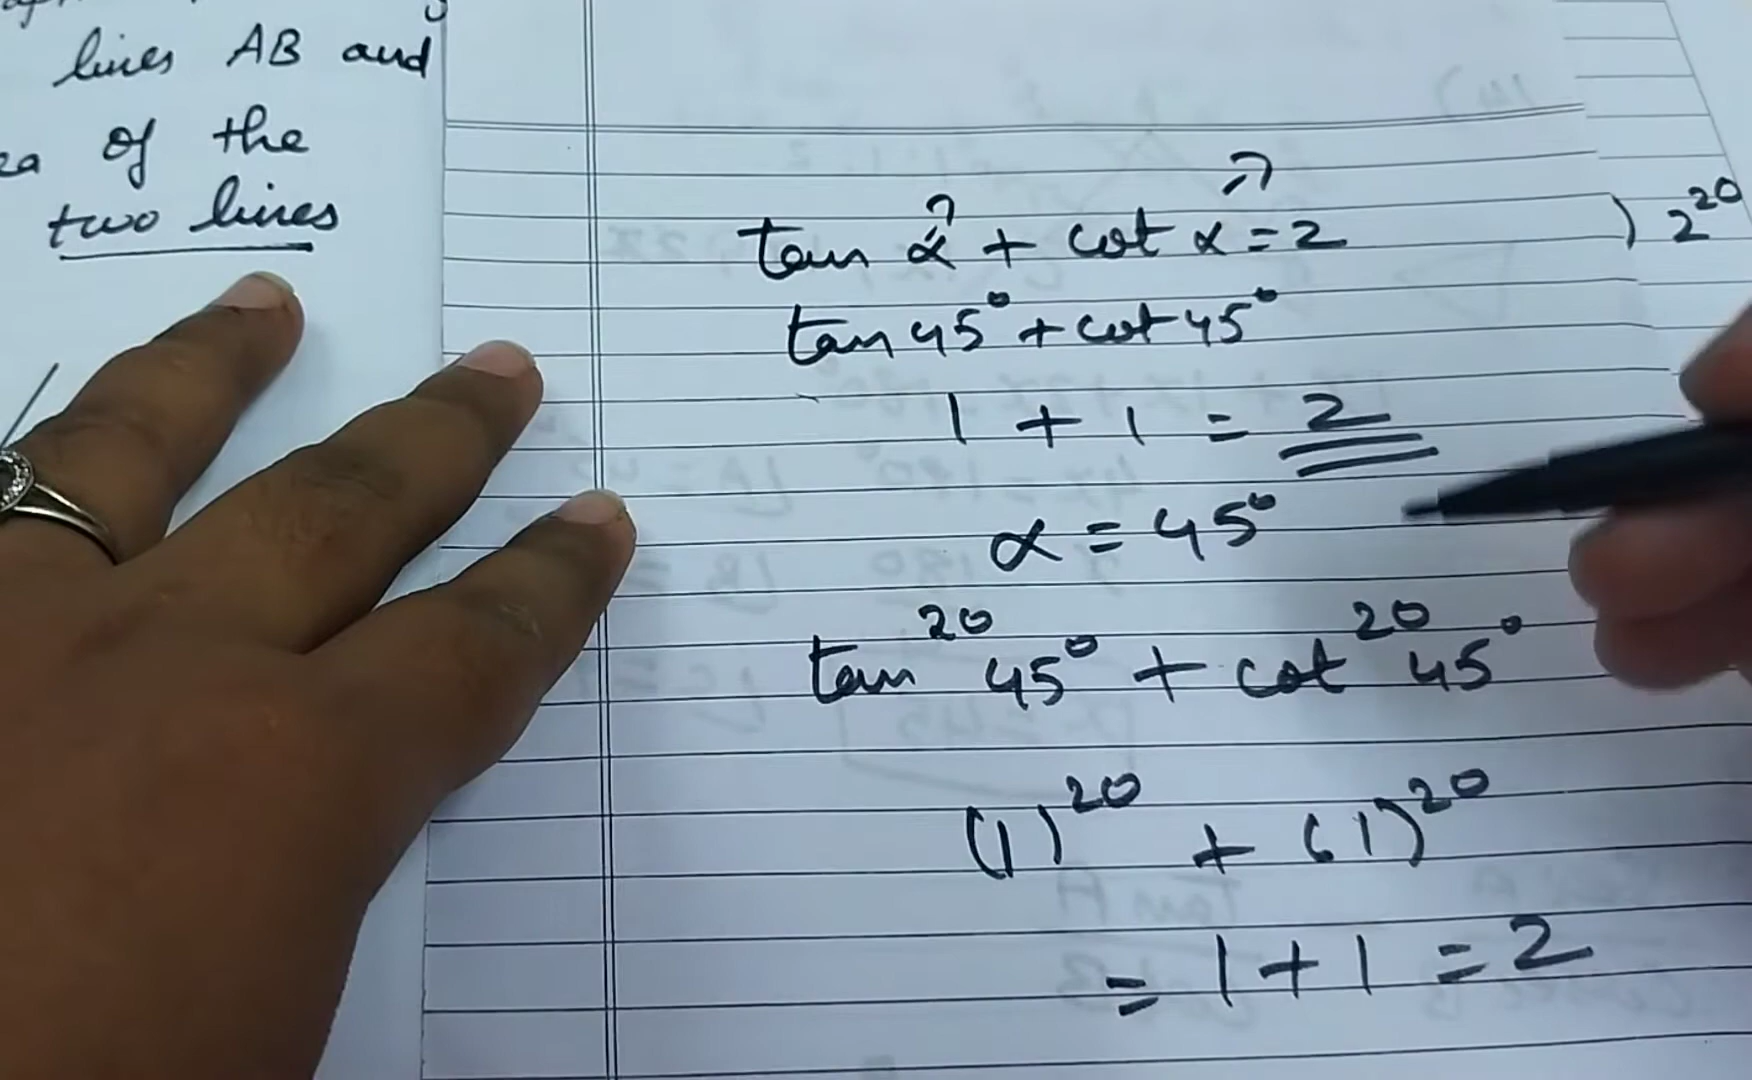 lines AB and
of the
two lines
tan α + cot α = 2
) 2²⁰
tan 45° + cot 45°
1 + 1 = 2
α = 45°
tan²⁰ 45° + cot²⁰ 45°
(1)²⁰ + (1)²⁰
= 1 + 1 = 2